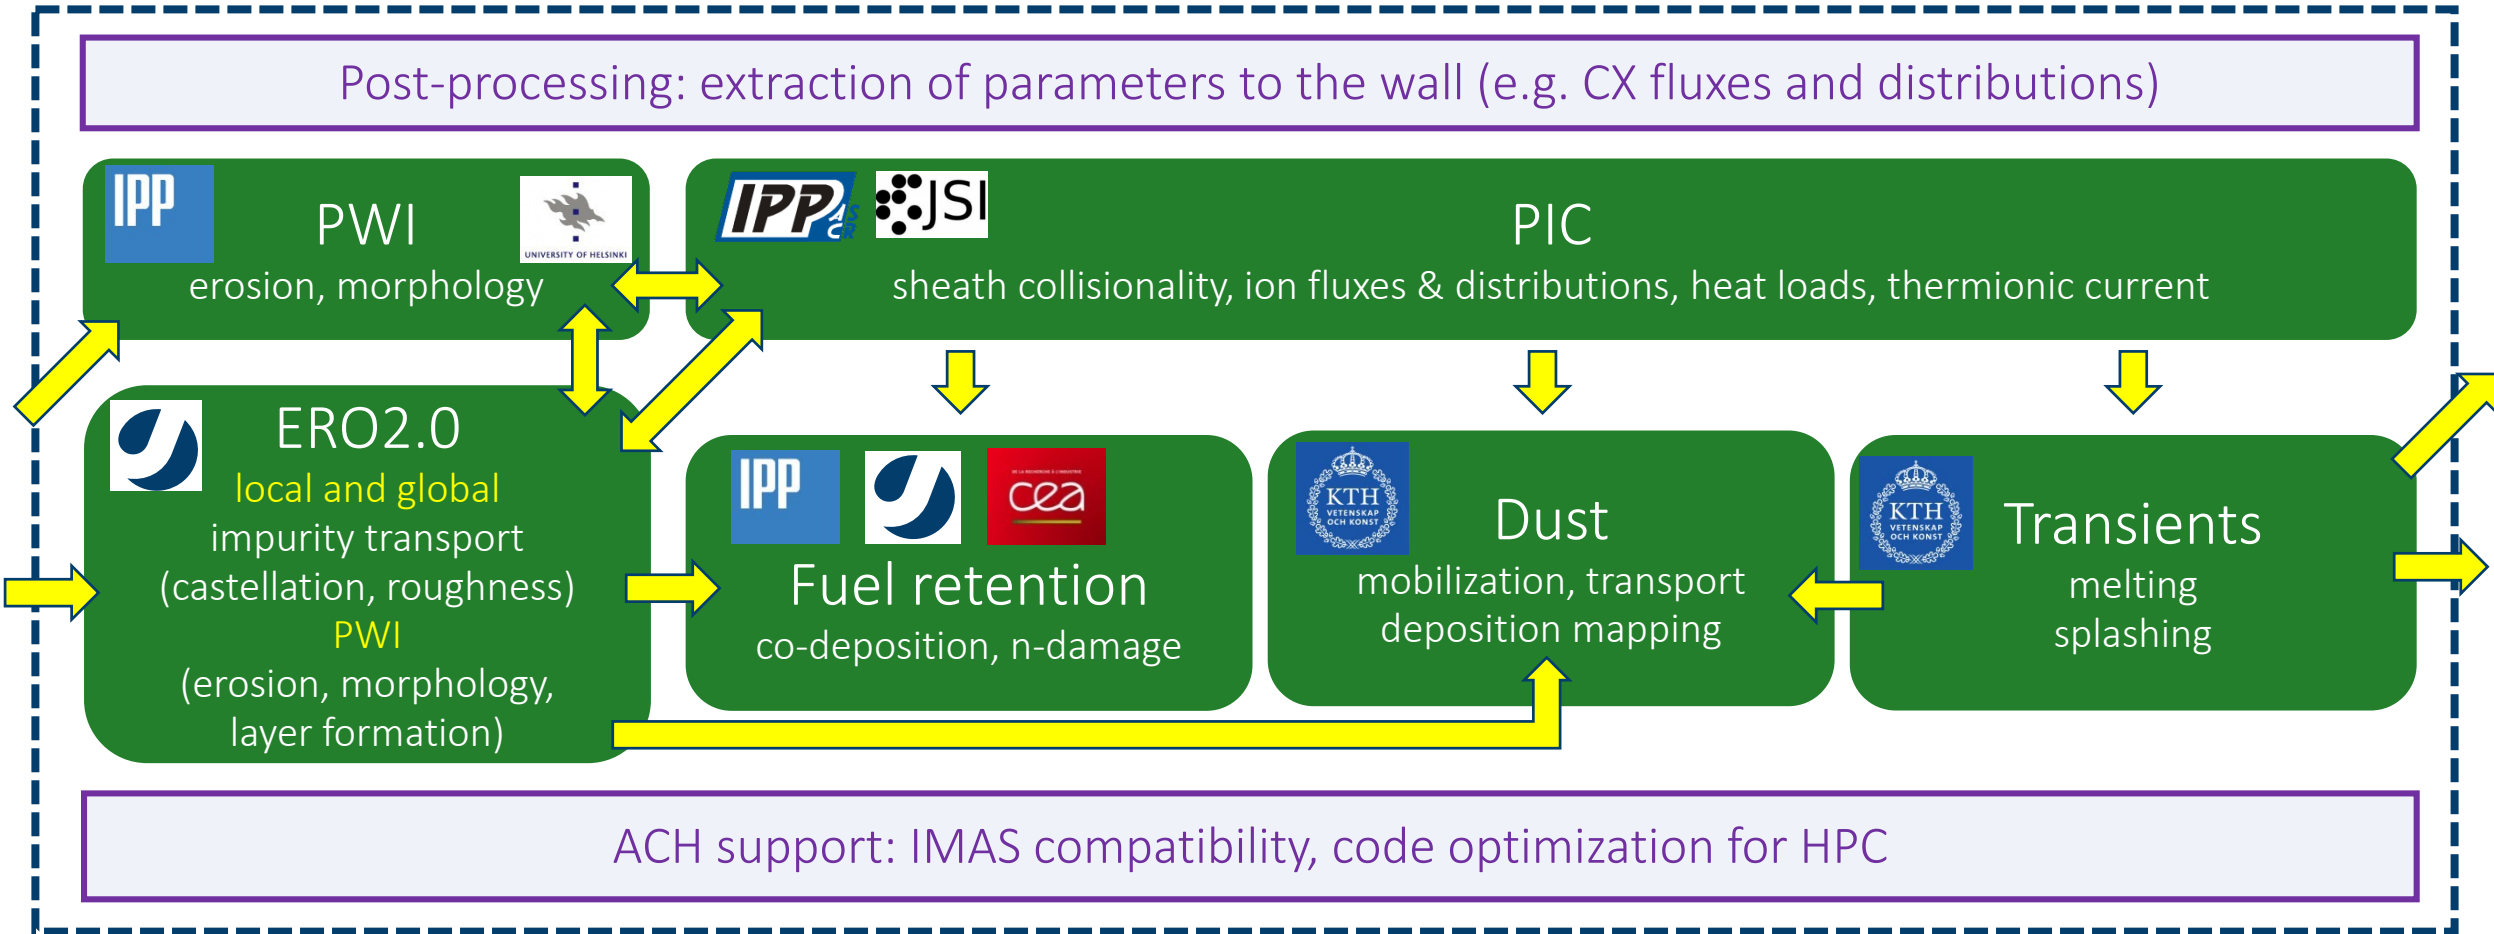 Post-processing: extraction of parameters to the wall (e.g. CX fluxes and distributions)
IPP
PWI
UNIVERSITY OF HELSINKI
erosion, morphology
IPP
JSI
PIC
sheath collisionality, ion fluxes & distributions, heat loads, thermionic current
ERO2.0
local and global
impurity transport
(castellation, roughness)
PWI
(erosion, morphology,
layer formation)
IPP
DE LA RECHERCHE À L'INDUSTRIE
cea
Fuel retention
co-deposition, n-damage
KTH
VETENSKAP
OCH KONST
Dust
mobilization, transport
deposition mapping
KTH
VETENSKAP
OCH KONST
Transients
melting
splashing
ACH support: IMAS compatibility, code optimization for HPC